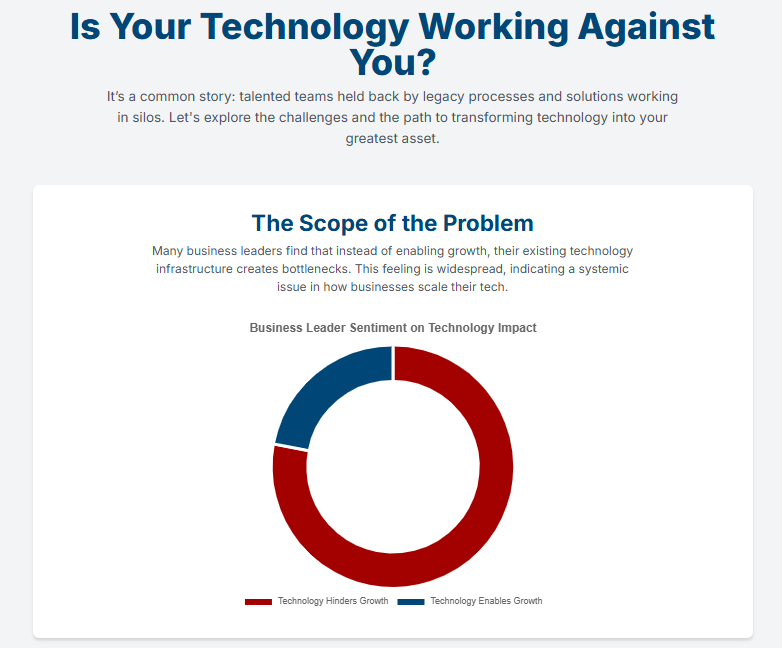 Is Your Technology Working Against
You?
It’s a common story: talented teams held back by legacy processes and solutions working
in silos. Let's explore the challenges and the path to transforming technology into your
greatest asset.
The Scope of the Problem
Many business leaders find that instead of enabling growth, their existing technology
infrastructure creates bottlenecks. This feeling is widespread, indicating a systemic
issue in how businesses scale their tech.
Business Leader Sentiment on Technology Impact
Technology Hinders Growth Technology Enables Growth